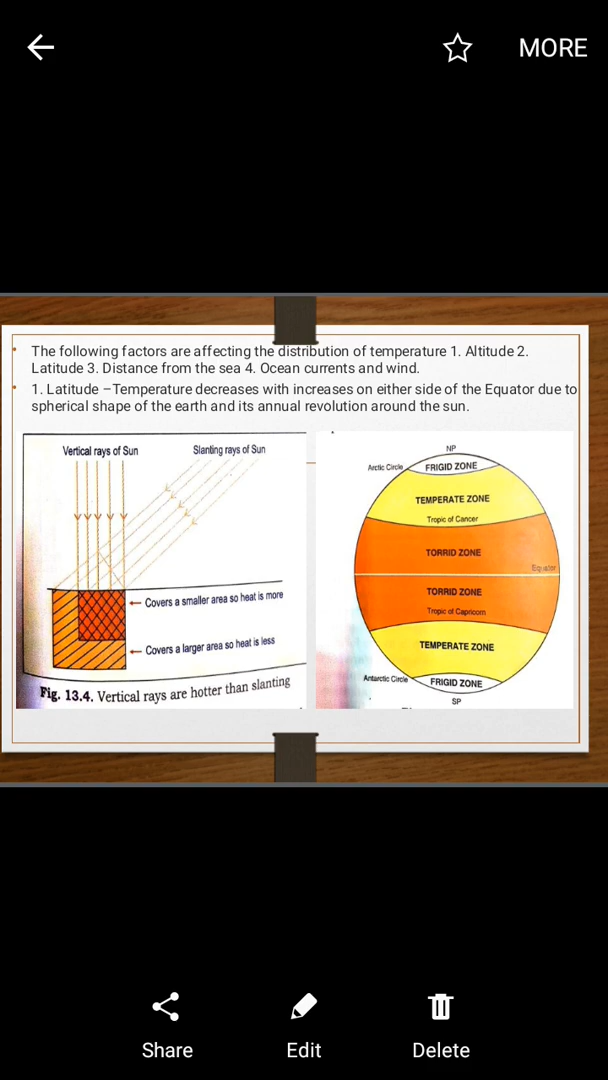 MORE
The following factors are affecting the distribution of temperature 1. Altitude 2.
Latitude 3. Distance from the sea 4. Ocean currents and wind.
1. Latitude –Temperature decreases with increases on either side of the Equator due to
spherical shape of the earth and its annual revolution around the sun.
Vertical rays of Sun
Slanting rays of Sun
Covers a smaller area so heat is more
Covers a larger area so heat is less
Fig. 13.4. Vertical rays are hotter than slanting
NP
Arctic Circle
FRIGID ZONE
TEMPERATE ZONE
Tropic of Cancer
TORRID ZONE
Equator
TORRID ZONE
Tropic of Capricorn
TEMPERATE ZONE
Antarctic Circle
FRIGID ZONE
SP
Share
Edit
Delete